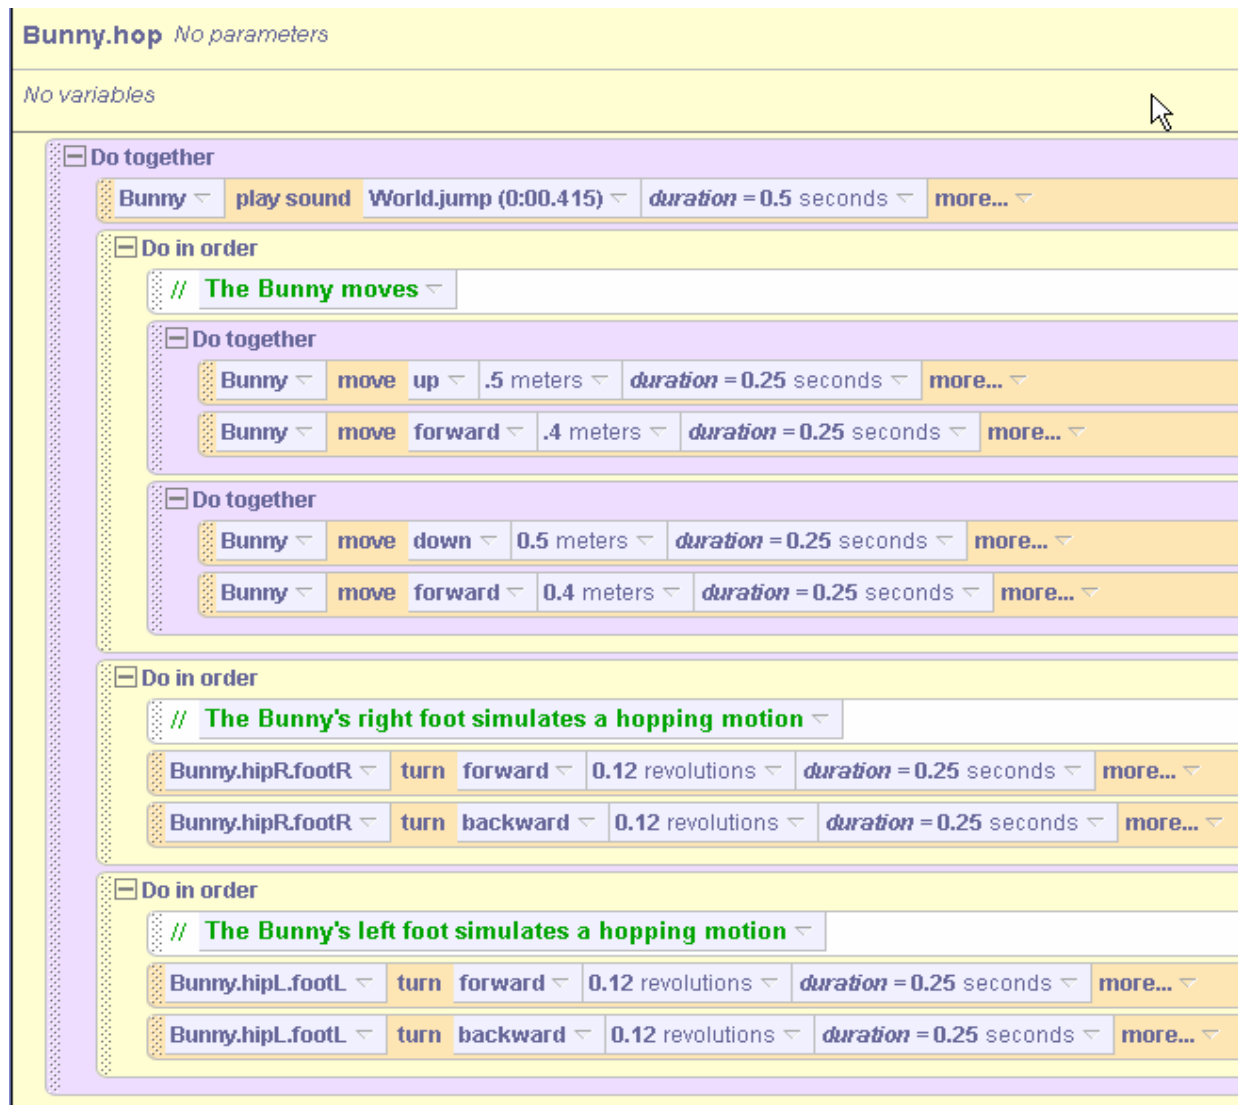 Bunny.hop No parameters
No variables
Do together
Bunny play sound World.jump (0:00.415) duration = 0.5 seconds more...
Do in order
// The Bunny moves
Do together
Bunny move up .5 meters duration = 0.25 seconds more...
Bunny move forward .4 meters duration = 0.25 seconds more...
Do together
Bunny move down 0.5 meters duration = 0.25 seconds more...
Bunny move forward 0.4 meters duration = 0.25 seconds more...
Do in order
// The Bunny's right foot simulates a hopping motion
Bunny.hipR.footR turn forward 0.12 revolutions duration = 0.25 seconds more...
Bunny.hipR.footR turn backward 0.12 revolutions duration = 0.25 seconds more...
Do in order
// The Bunny's left foot simulates a hopping motion
Bunny.hipL.footL turn forward 0.12 revolutions duration = 0.25 seconds more...
Bunny.hipL.footL turn backward 0.12 revolutions duration = 0.25 seconds more...